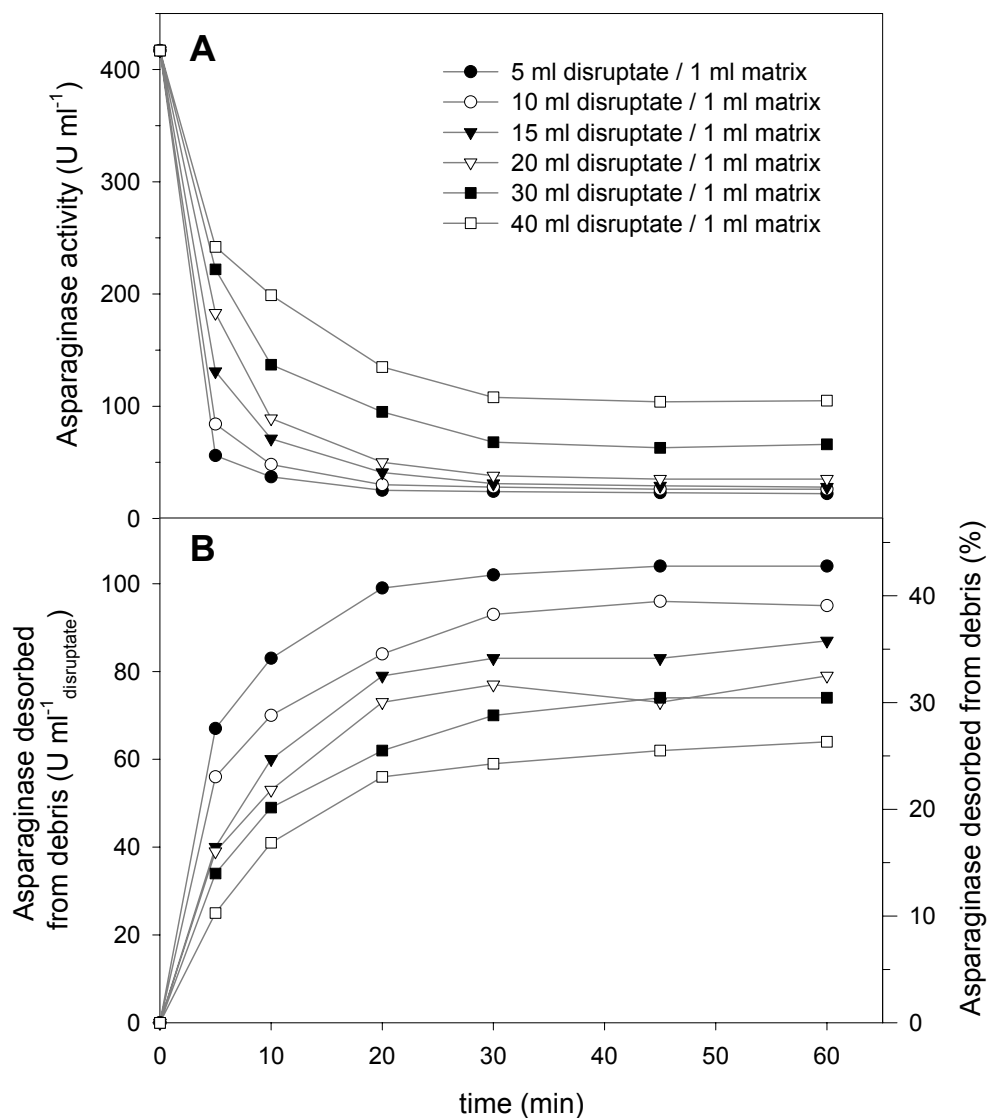 A
400
300
200
100
0
Asparaginase activity (U ml⁻¹)
5 ml disruptate / 1 ml matrix
10 ml disruptate / 1 ml matrix
15 ml disruptate / 1 ml matrix
20 ml disruptate / 1 ml matrix
30 ml disruptate / 1 ml matrix
40 ml disruptate / 1 ml matrix
B
100
80
60
40
20
0
Asparaginase desorbed
from debris (U ml⁻¹disruptate)
40
30
20
10
0
Asparaginase desorbed from debris (%)
0 10 20 30 40 50 60
time (min)